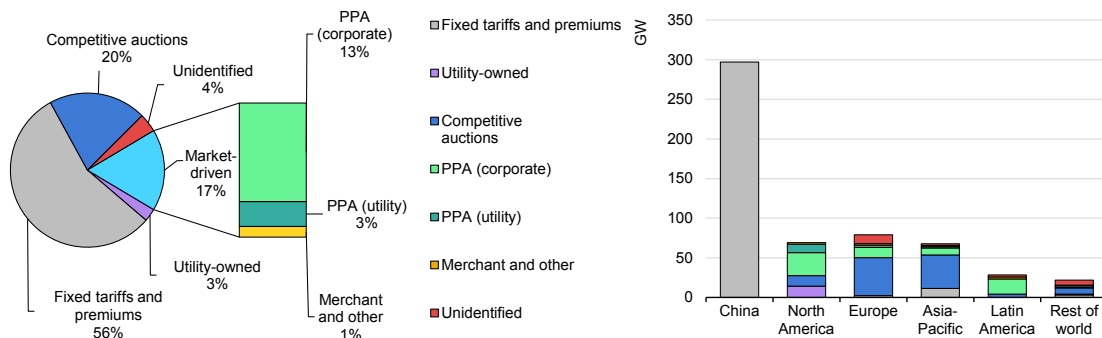 PPA
(corporate)
13%
Competitive auctions
20%
Unidentified
4%
Market-
driven
17%
PPA (utility)
3%
Utility-owned
3%
Fixed tariffs and
premiums
56%
Merchant
and other
1%
Fixed tariffs and premiums
Utility-owned
Competitive
auctions
PPA (corporate)
PPA (utility)
Merchant and other
Unidentified
GW
350
300
250
200
150
100
50
0
China
North
America
Europe
Asia-
Pacific
Latin
America
Rest of
world